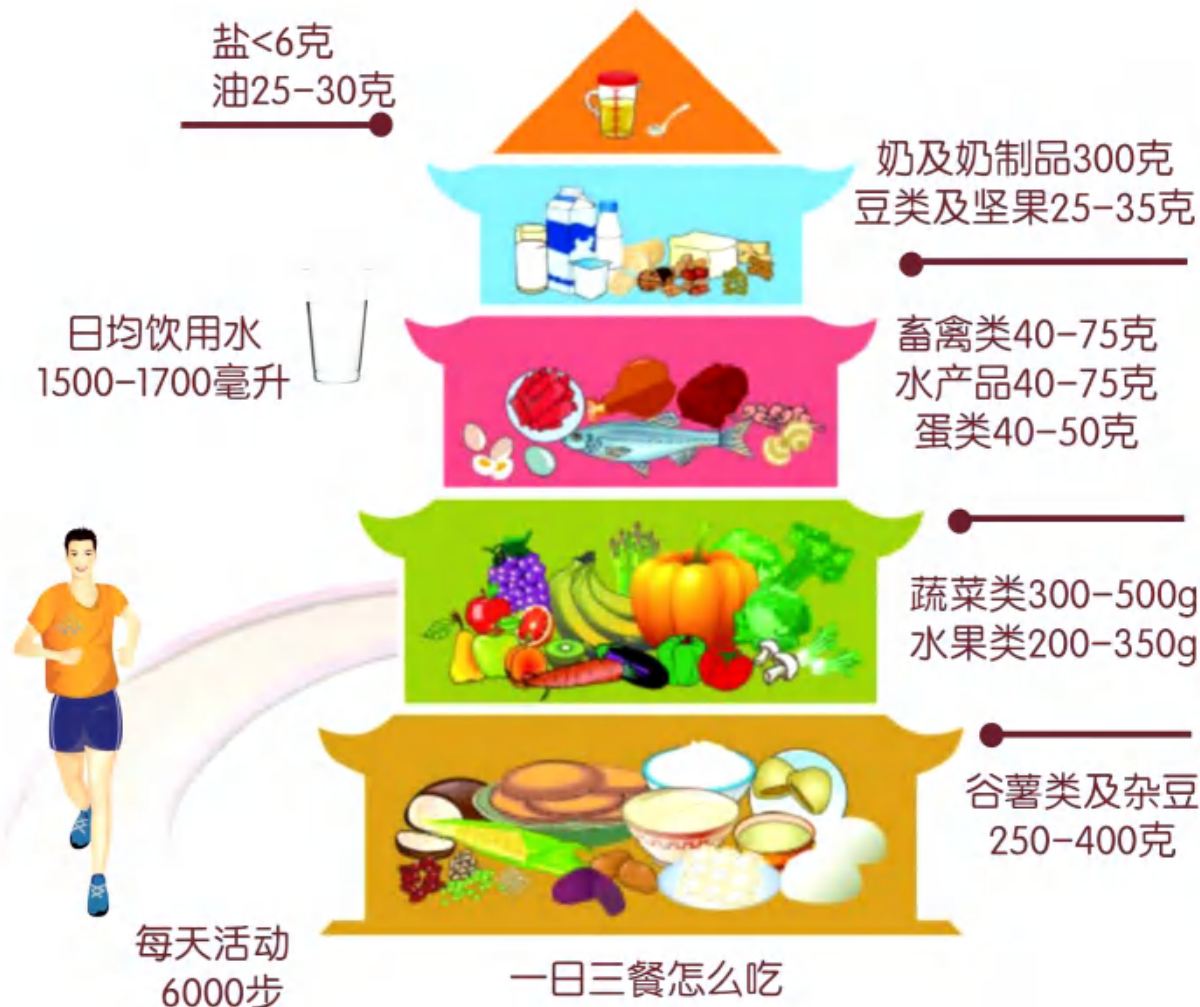 盐<6克
油25-30克
奶及奶制品300克
豆类及坚果25-35克
日均饮用水
1500-1700毫升
畜禽类40-75克
水产品40-75克
蛋类40-50克
蔬菜类300-500g
水果类200-350g
谷薯类及杂豆
250-400克
每天活动
6000步
一日三餐怎么吃